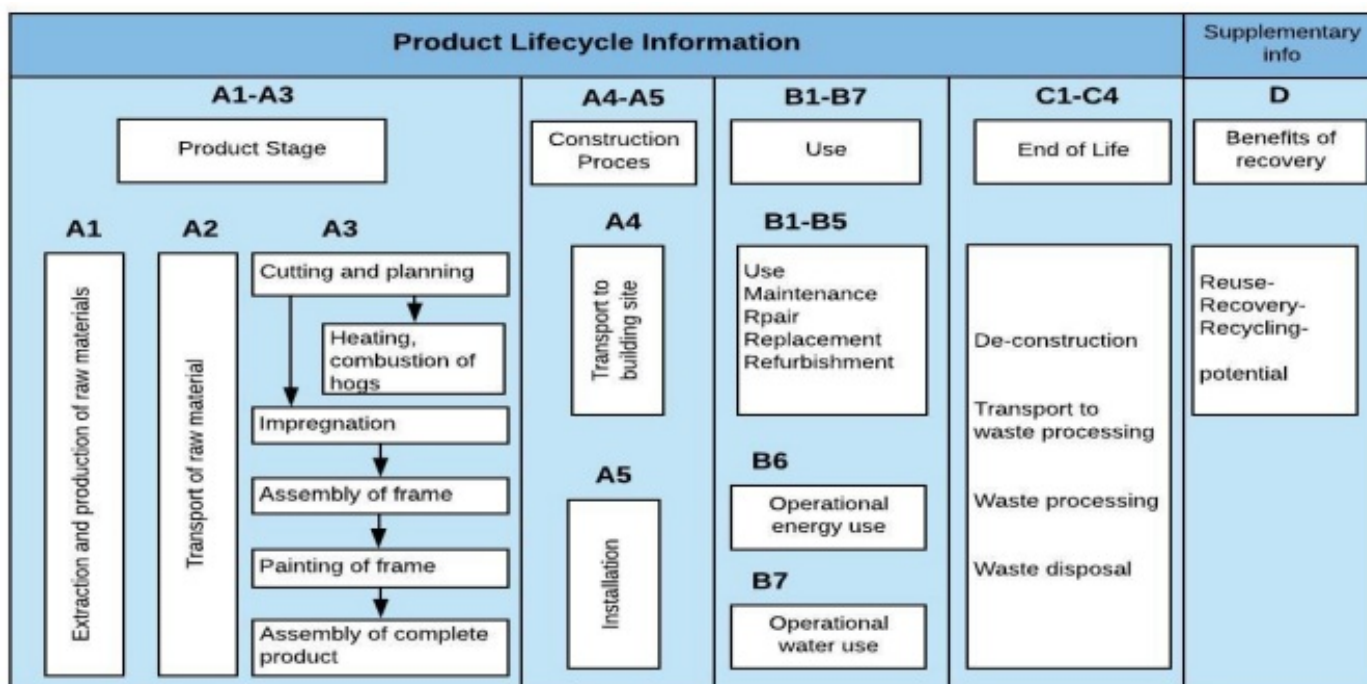 Product Lifecycle Information
Supplementary
info
A1-A3
Product Stage
A1
Extraction and production of raw materials
A2
Transport of raw material
A3
Cutting and planning
Heating,
combustion of
hogs
Impregnation
Assembly of frame
Painting of frame
Assembly of complete
product
A4-A5
Construction
Proces
A4
Transport to
building site
A5
Installation
B1-B7
Use
B1-B5
Use
Maintenance
Rpair
Replacement
Refurbishment
B6
Operational
energy use
B7
Operational
water use
C1-C4
End of Life
De-construction
Transport to
waste processing
Waste processing
Waste disposal
D
Benefits of
recovery
Reuse-
Recovery-
Recycling-
potential